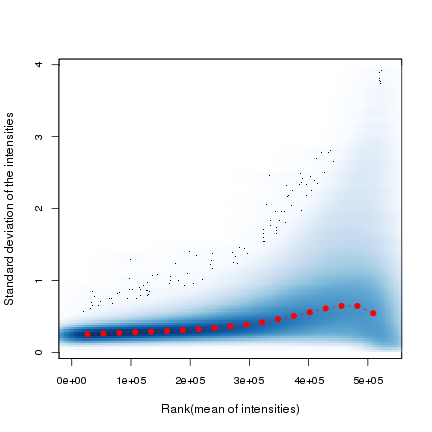 4
3
2
1
0
Standard deviation of the intensities
0e+00 1e+05 2e+05 3e+05 4e+05 5e+05
Rank(mean of intensities)